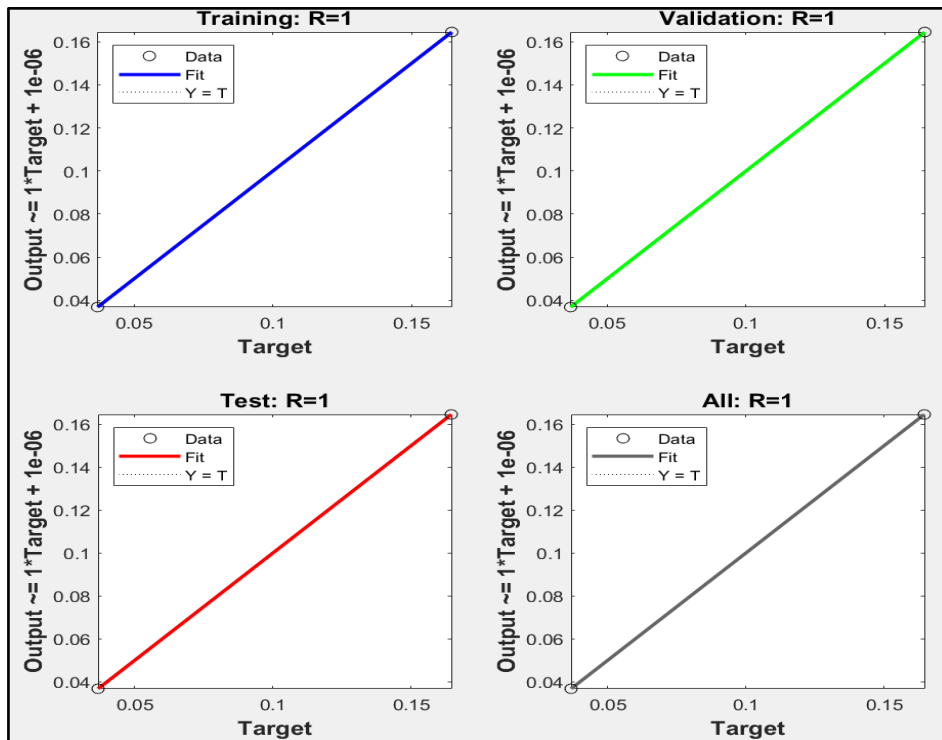 Training: R=1
Output ~= 1*Target + 1e-06
0.16
0.14
0.12
0.1
0.08
0.06
0.04
Data
Fit
Y = T
0.05
0.1
0.15
Target
Validation: R=1
Output ~= 1*Target + 1e-06
0.16
0.14
0.12
0.1
0.08
0.06
0.04
Data
Fit
Y = T
0.05
0.1
0.15
Target
Test: R=1
Output ~= 1*Target + 1e-06
0.16
0.14
0.12
0.1
0.08
0.06
0.04
Data
Fit
Y = T
0.05
0.1
0.15
Target
All: R=1
Output ~= 1*Target + 1e-06
0.16
0.14
0.12
0.1
0.08
0.06
0.04
Data
Fit
Y = T
0.05
0.1
0.15
Target